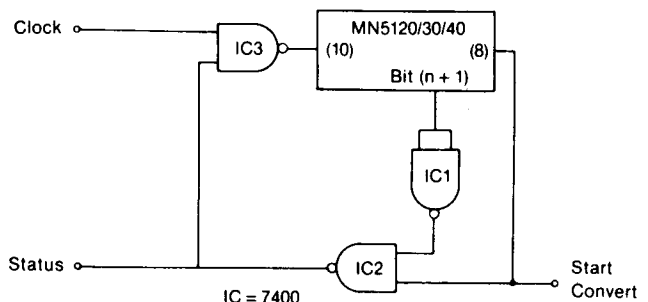 Clock
IC3
MN5120/30/40
(10)
(8)
Bit (n + 1)
IC1
Status
IC2
Start
Convert
IC = 7400